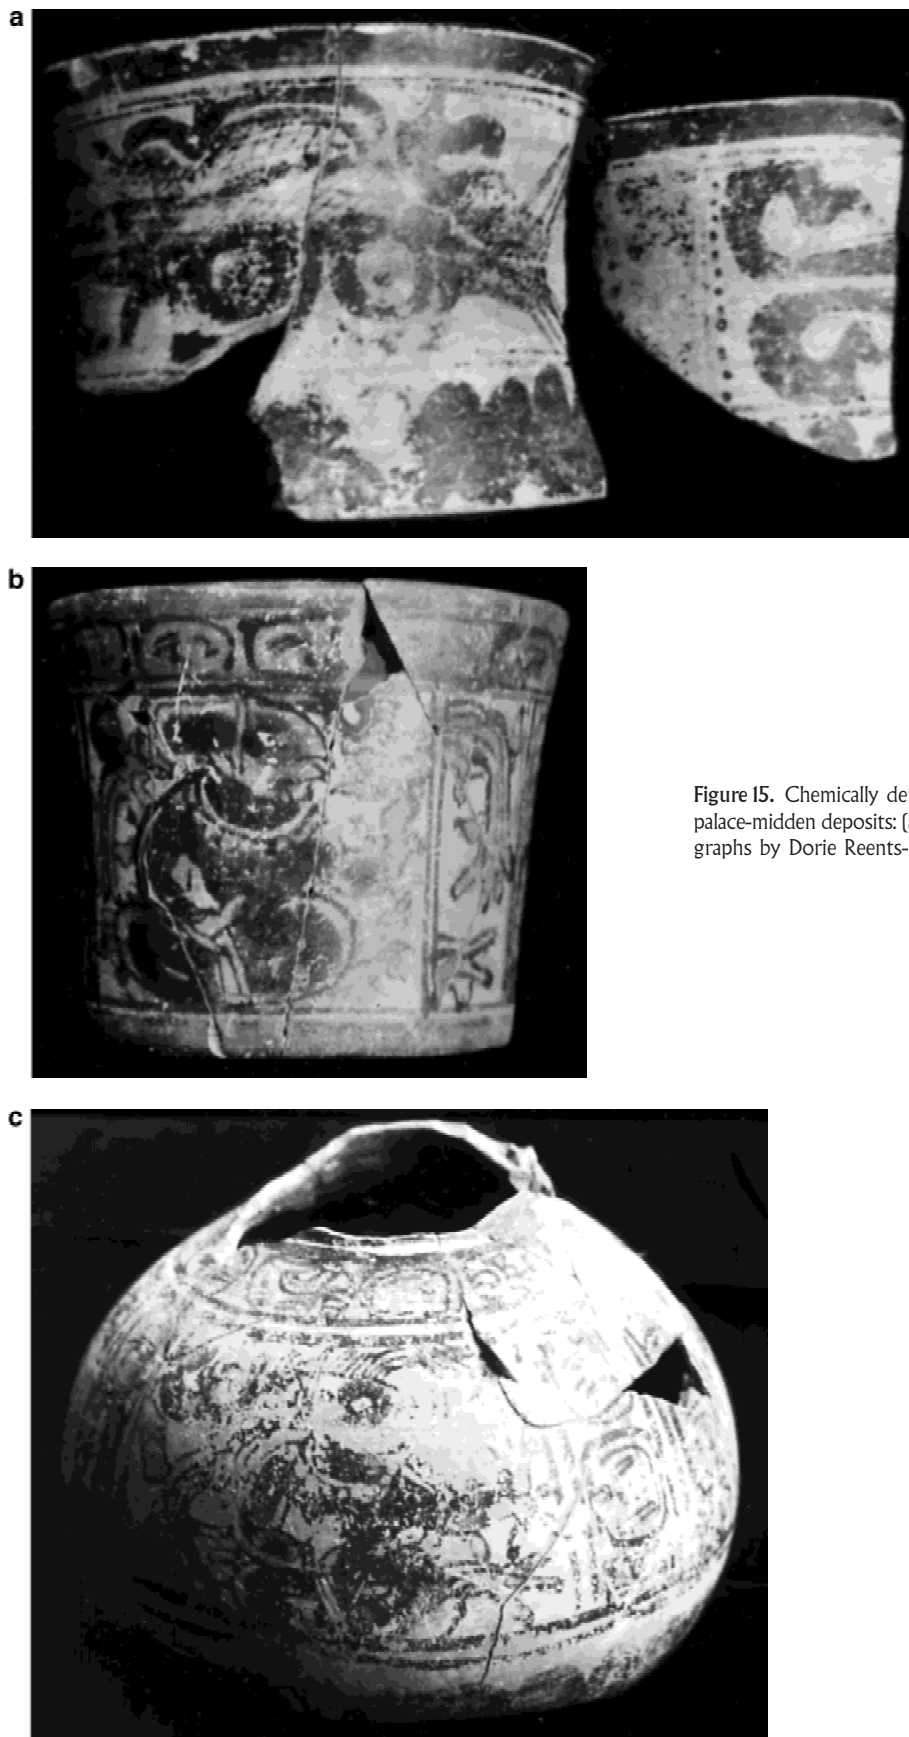 a
b
Figure 15. Chemically de
palace-midden deposits: (a
graphs by Dorie Reents-
c